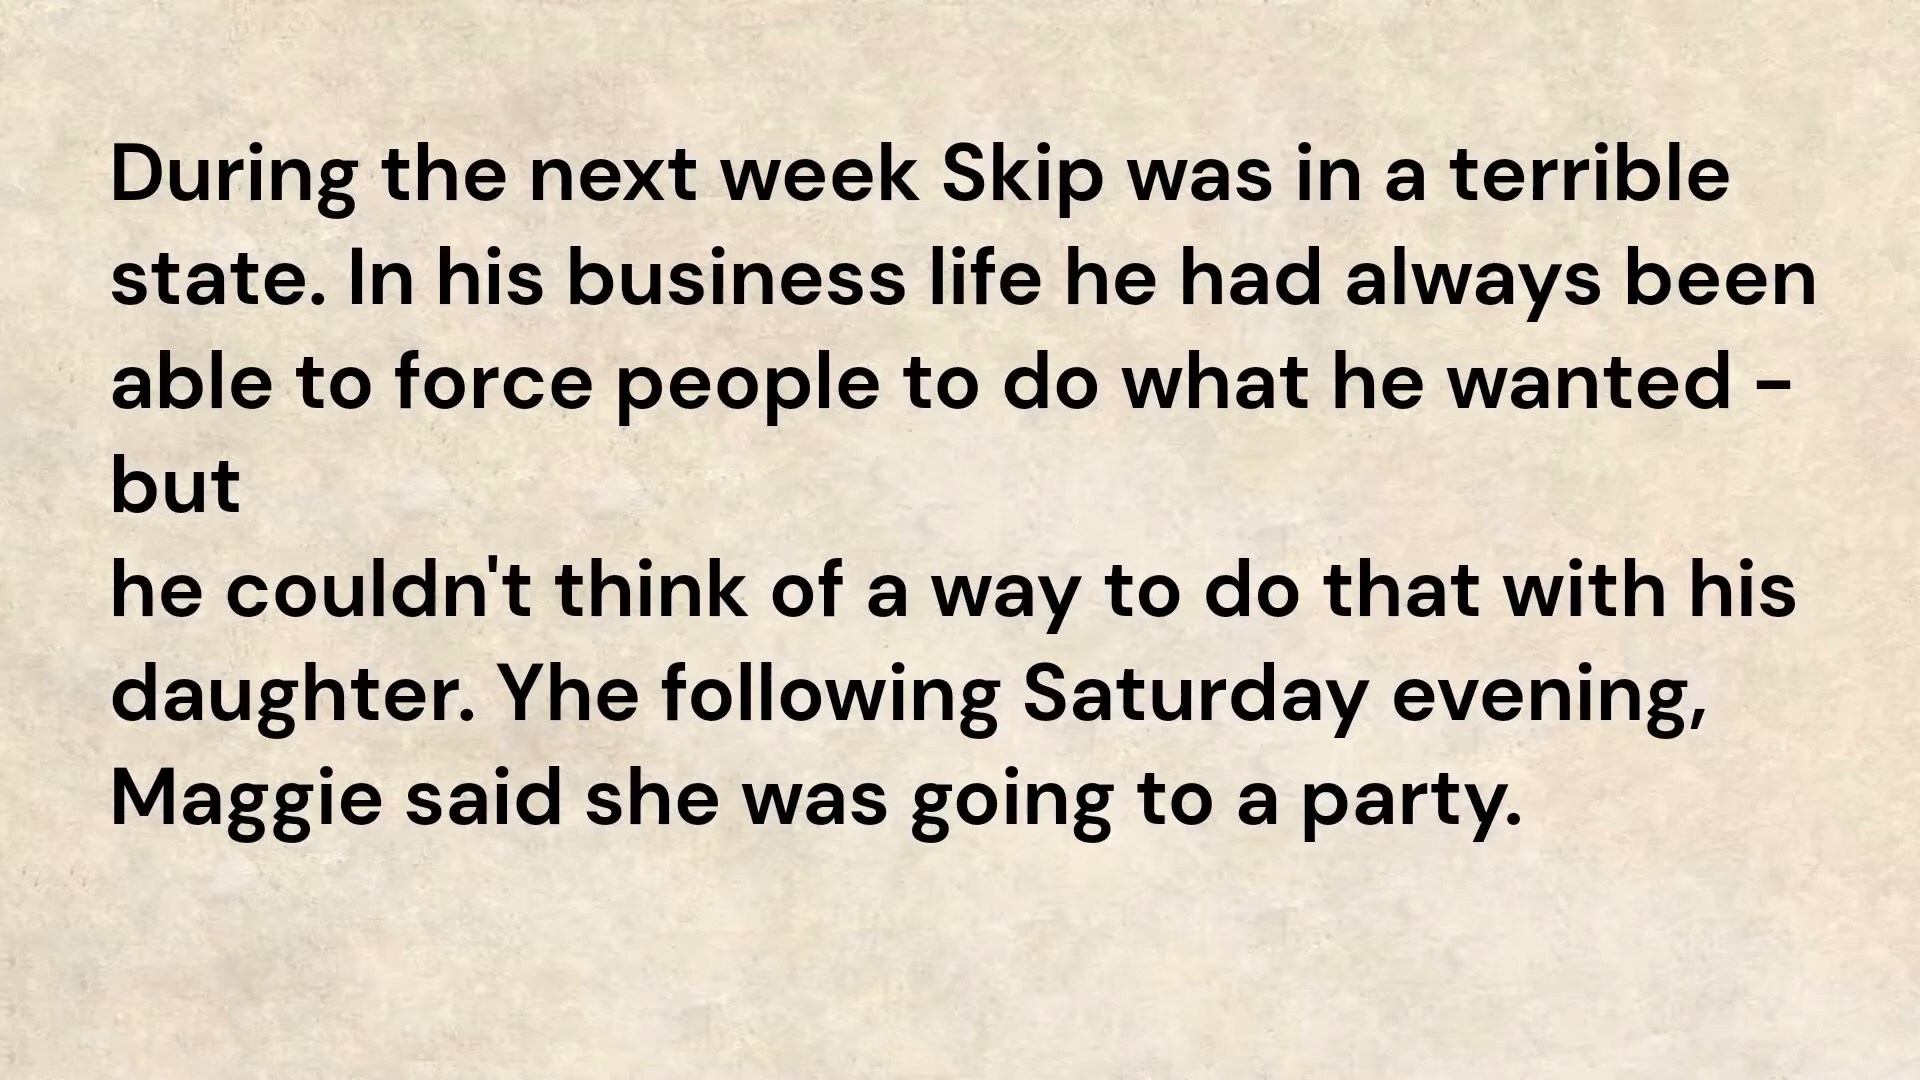 During the next week Skip was in a terrible
state. In his business life he had always been
able to force people to do what he wanted –
but
he couldn't think of a way to do that with his
daughter. Yhe following Saturday evening,
Maggie said she was going to a party.